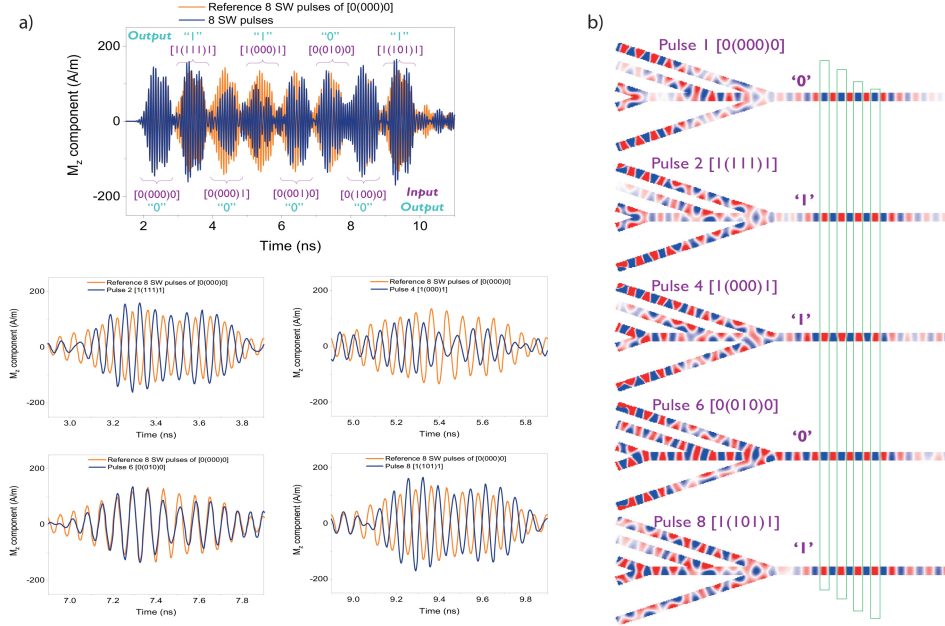 a)
Reference 8 SW pulses of [0(000)0]
8 SW pulses
Output “1” “1” “0” “1”
[1(111)1] [1(000)1] [0(010)0] [1(101)1]
200
0
-200
M_z component (A/m)
[0(000)0] [0(000)1] [0(001)0] [0(100)0] Input
“0” “0” “0” “0” Output
2 4 6 8 10
Time (ns)
Reference 8 SW pulses of [0(000)0]
Pulse 2 [1(111)1]
200
0
-200
M_z component (A/m)
3.0 3.2 3.4 3.6 3.8
Time (ns)
Reference 8 SW pulses of [0(000)0]
Pulse 4 [1(000)1]
200
0
-200
M_z component (A/m)
5.0 5.2 5.4 5.6 5.8
Time (ns)
Reference 8 SW pulses of [0(000)0]
Pulse 6 [0(010)0]
200
0
-200
M_z component (A/m)
7.0 7.2 7.4 7.6 7.8
Time (ns)
Reference 8 SW pulses of [0(000)0]
Pulse 8 [1(101)1]
200
0
-200
M_z component (A/m)
9.0 9.2 9.4 9.6 9.8
Time (ns)
b)
Pulse 1 [0(000)0]
‘0’
Pulse 2 [1(111)1]
‘1’
Pulse 4 [1(000)1]
‘1’
Pulse 6 [0(010)0]
‘0’
Pulse 8 [1(101)1]
‘1’